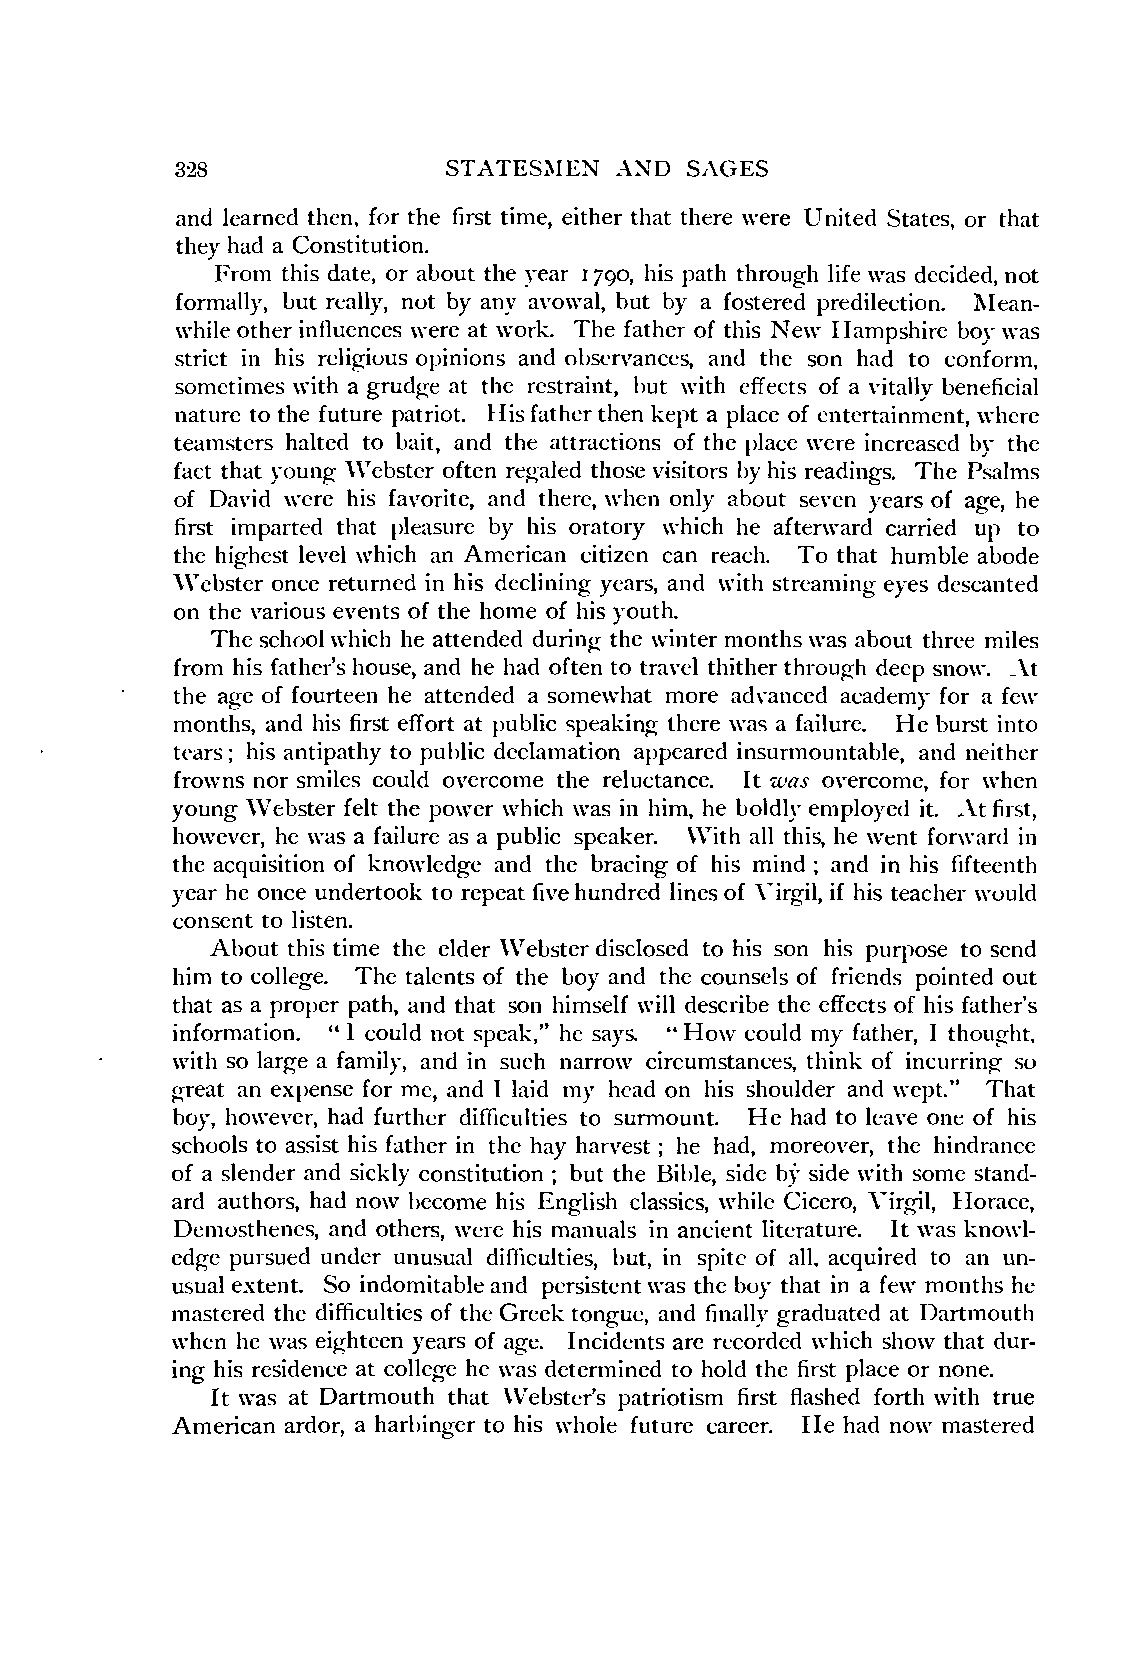 328 STATESMEN AND SAGES
and learned then, for the first time, either that there were United States, or that
they had a Constitution.
From this date, or about the year 1790, his path through life was decided, not
formally, but really, not by any avowal, but by a fostered predilection. Mean-
while other influences were at work. The father of this New Hampshire boy was
strict in his religious opinions and observances, and the son had to conform,
sometimes with a grudge at the restraint, but with effects of a vitally beneficial
nature to the future patriot. His father then kept a place of entertainment, where
teamsters halted to bait, and the attractions of the place were increased by the
fact that young Webster often regaled those visitors by his readings. The Psalms
of David were his favorite, and there, when only about seven years of age, he
first imparted that pleasure by his oratory which he afterward carried up to
the highest level which an American citizen can reach. To that humble abode
Webster once returned in his declining years, and with streaming eyes descanted
on the various events of the home of his youth.
The school which he attended during the winter months was about three miles
from his father's house, and he had often to travel thither through deep snow. At
the age of fourteen he attended a somewhat more advanced academy for a few
months, and his first effort at public speaking there was a failure. He burst into
tears; his antipathy to public declamation appeared insurmountable, and neither
frowns nor smiles could overcome the reluctance. It was overcome, for when
young Webster felt the power which was in him, he boldly employed it. At first,
however, he was a failure as a public speaker. With all this, he went forward in
the acquisition of knowledge and the bracing of his mind; and in his fifteenth
year he once undertook to repeat five hundred lines of Virgil, if his teacher would
consent to listen.
About this time the elder Webster disclosed to his son his purpose to send
him to college. The talents of the boy and the counsels of friends pointed out
that as a proper path, and that son himself will describe the effects of his father's
information. "I could not speak," he says. "How could my father, I thought,
with so large a family, and in such narrow circumstances, think of incurring so
great an expense for me, and I laid my head on his shoulder and wept." That
boy, however, had further difficulties to surmount. He had to leave one of his
schools to assist his father in the hay harvest; he had, moreover, the hindrance
of a slender and sickly constitution; but the Bible, side by side with some stand-
ard authors, had now become his English classics, while Cicero, Virgil, Horace,
Demosthenes, and others, were his manuals in ancient literature. It was knowl-
edge pursued under unusual difficulties, but, in spite of all, acquired to an un-
usual extent. So indomitable and persistent was the boy that in a few months he
mastered the difficulties of the Greek tongue, and finally graduated at Dartmouth
when he was eighteen years of age. Incidents are recorded which show that dur-
ing his residence at college he was determined to hold the first place or none.
It was at Dartmouth that Webster's patriotism first flashed forth with true
American ardor, a harbinger to his whole future career. He had now mastered